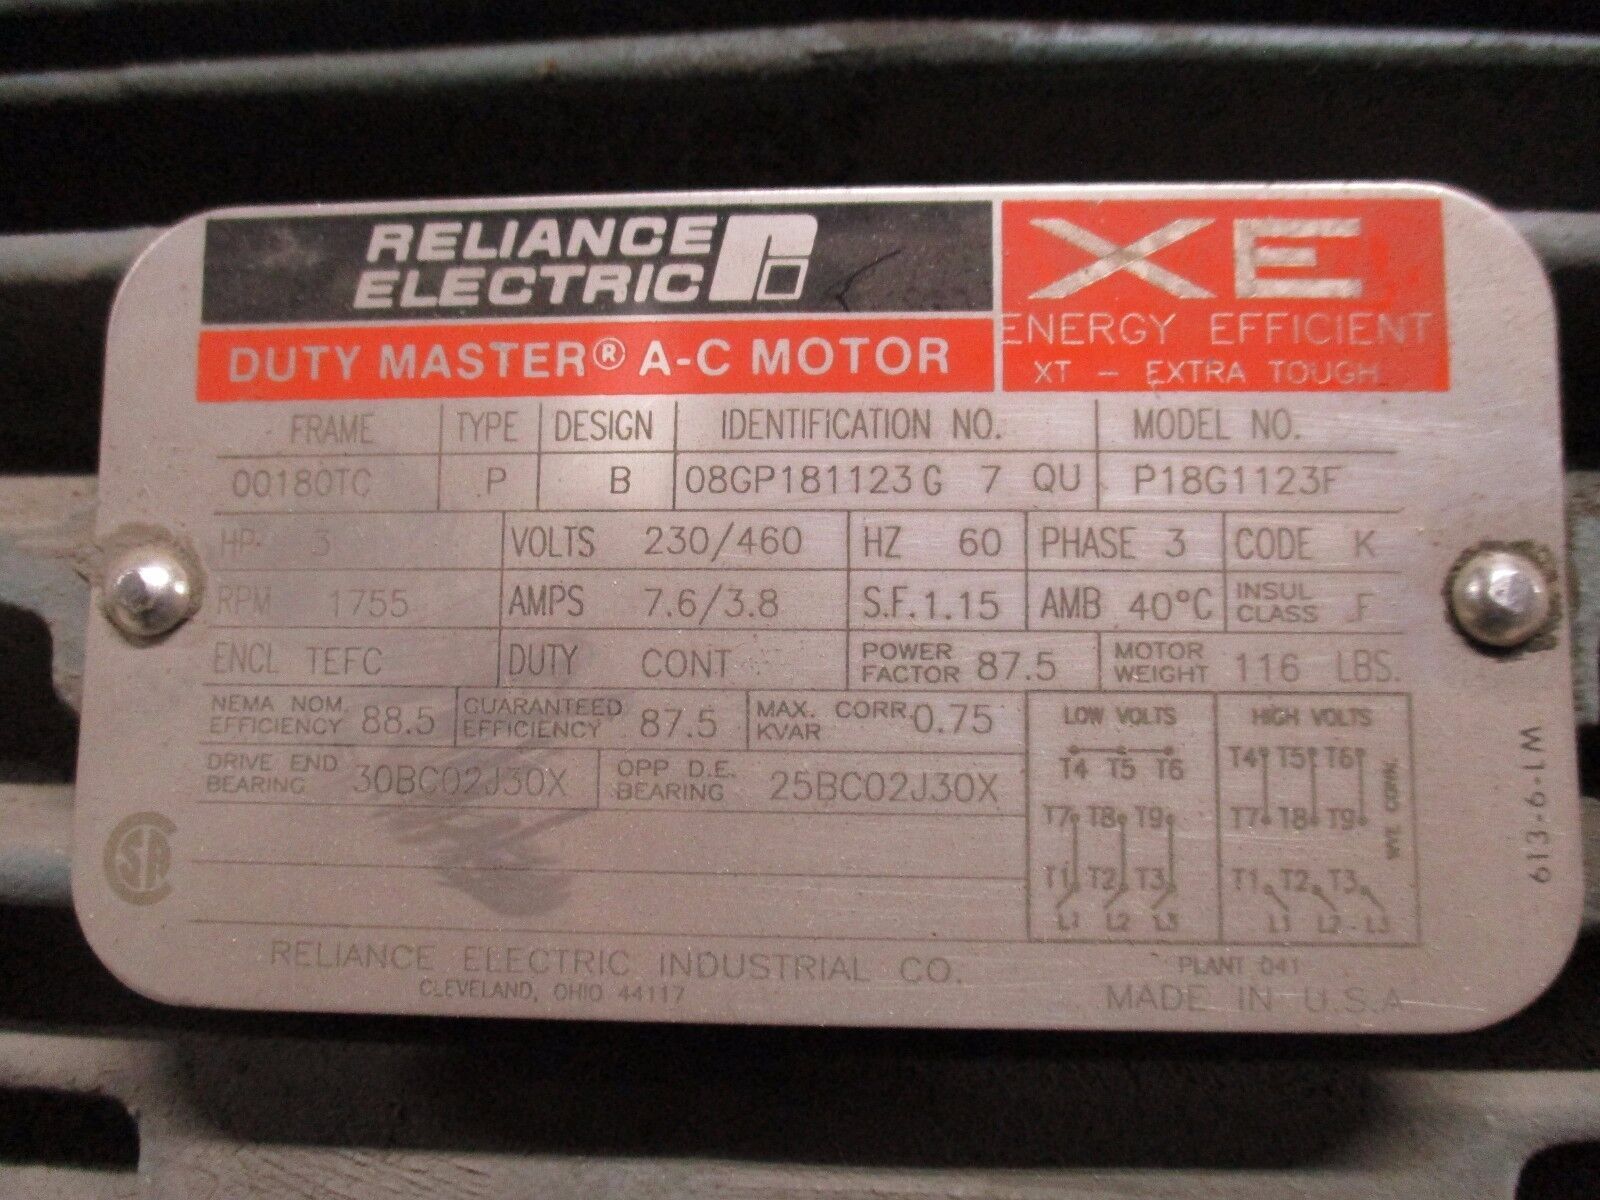 RELIANCE
ELECTRIC
XE
ENERGY EFFICIENT
XT - EXTRA TOUGH
DUTY MASTER® A-C MOTOR
FRAME TYPE DESIGN IDENTIFICATION NO. MODEL NO.
00180TC P B 08GP181123G 7 QU P18G1123F
HP 3 VOLTS 230/460 HZ 60 PHASE 3 CODE K
RPM 1755 AMPS 7.6/3.8 S.F. 1.15 AMB 40°C INSUL CLASS F
ENCL TEFC DUTY CONT POWER FACTOR 87.5 MOTOR WEIGHT 116 LBS.
NEMA NOM. EFFICIENCY 88.5 GUARANTEED EFFICIENCY 87.5 MAX. CORR. KVAR 0.75
DRIVE END BEARING 30BC02J30X OPP D.E. BEARING 25BC02J30X
LOW VOLTS HIGH VOLTS
T4 T5 T6 T4 T5 T6
T7 T8 T9 T7 T8 T9
T1 T2 T3 T1 T2 T3
L1 L2 L3 L1 L2 L3
613-6-LM
RELIANCE ELECTRIC INDUSTRIAL CO.
CLEVELAND, OHIO 44117
PLANT 041
MADE IN U.S.A